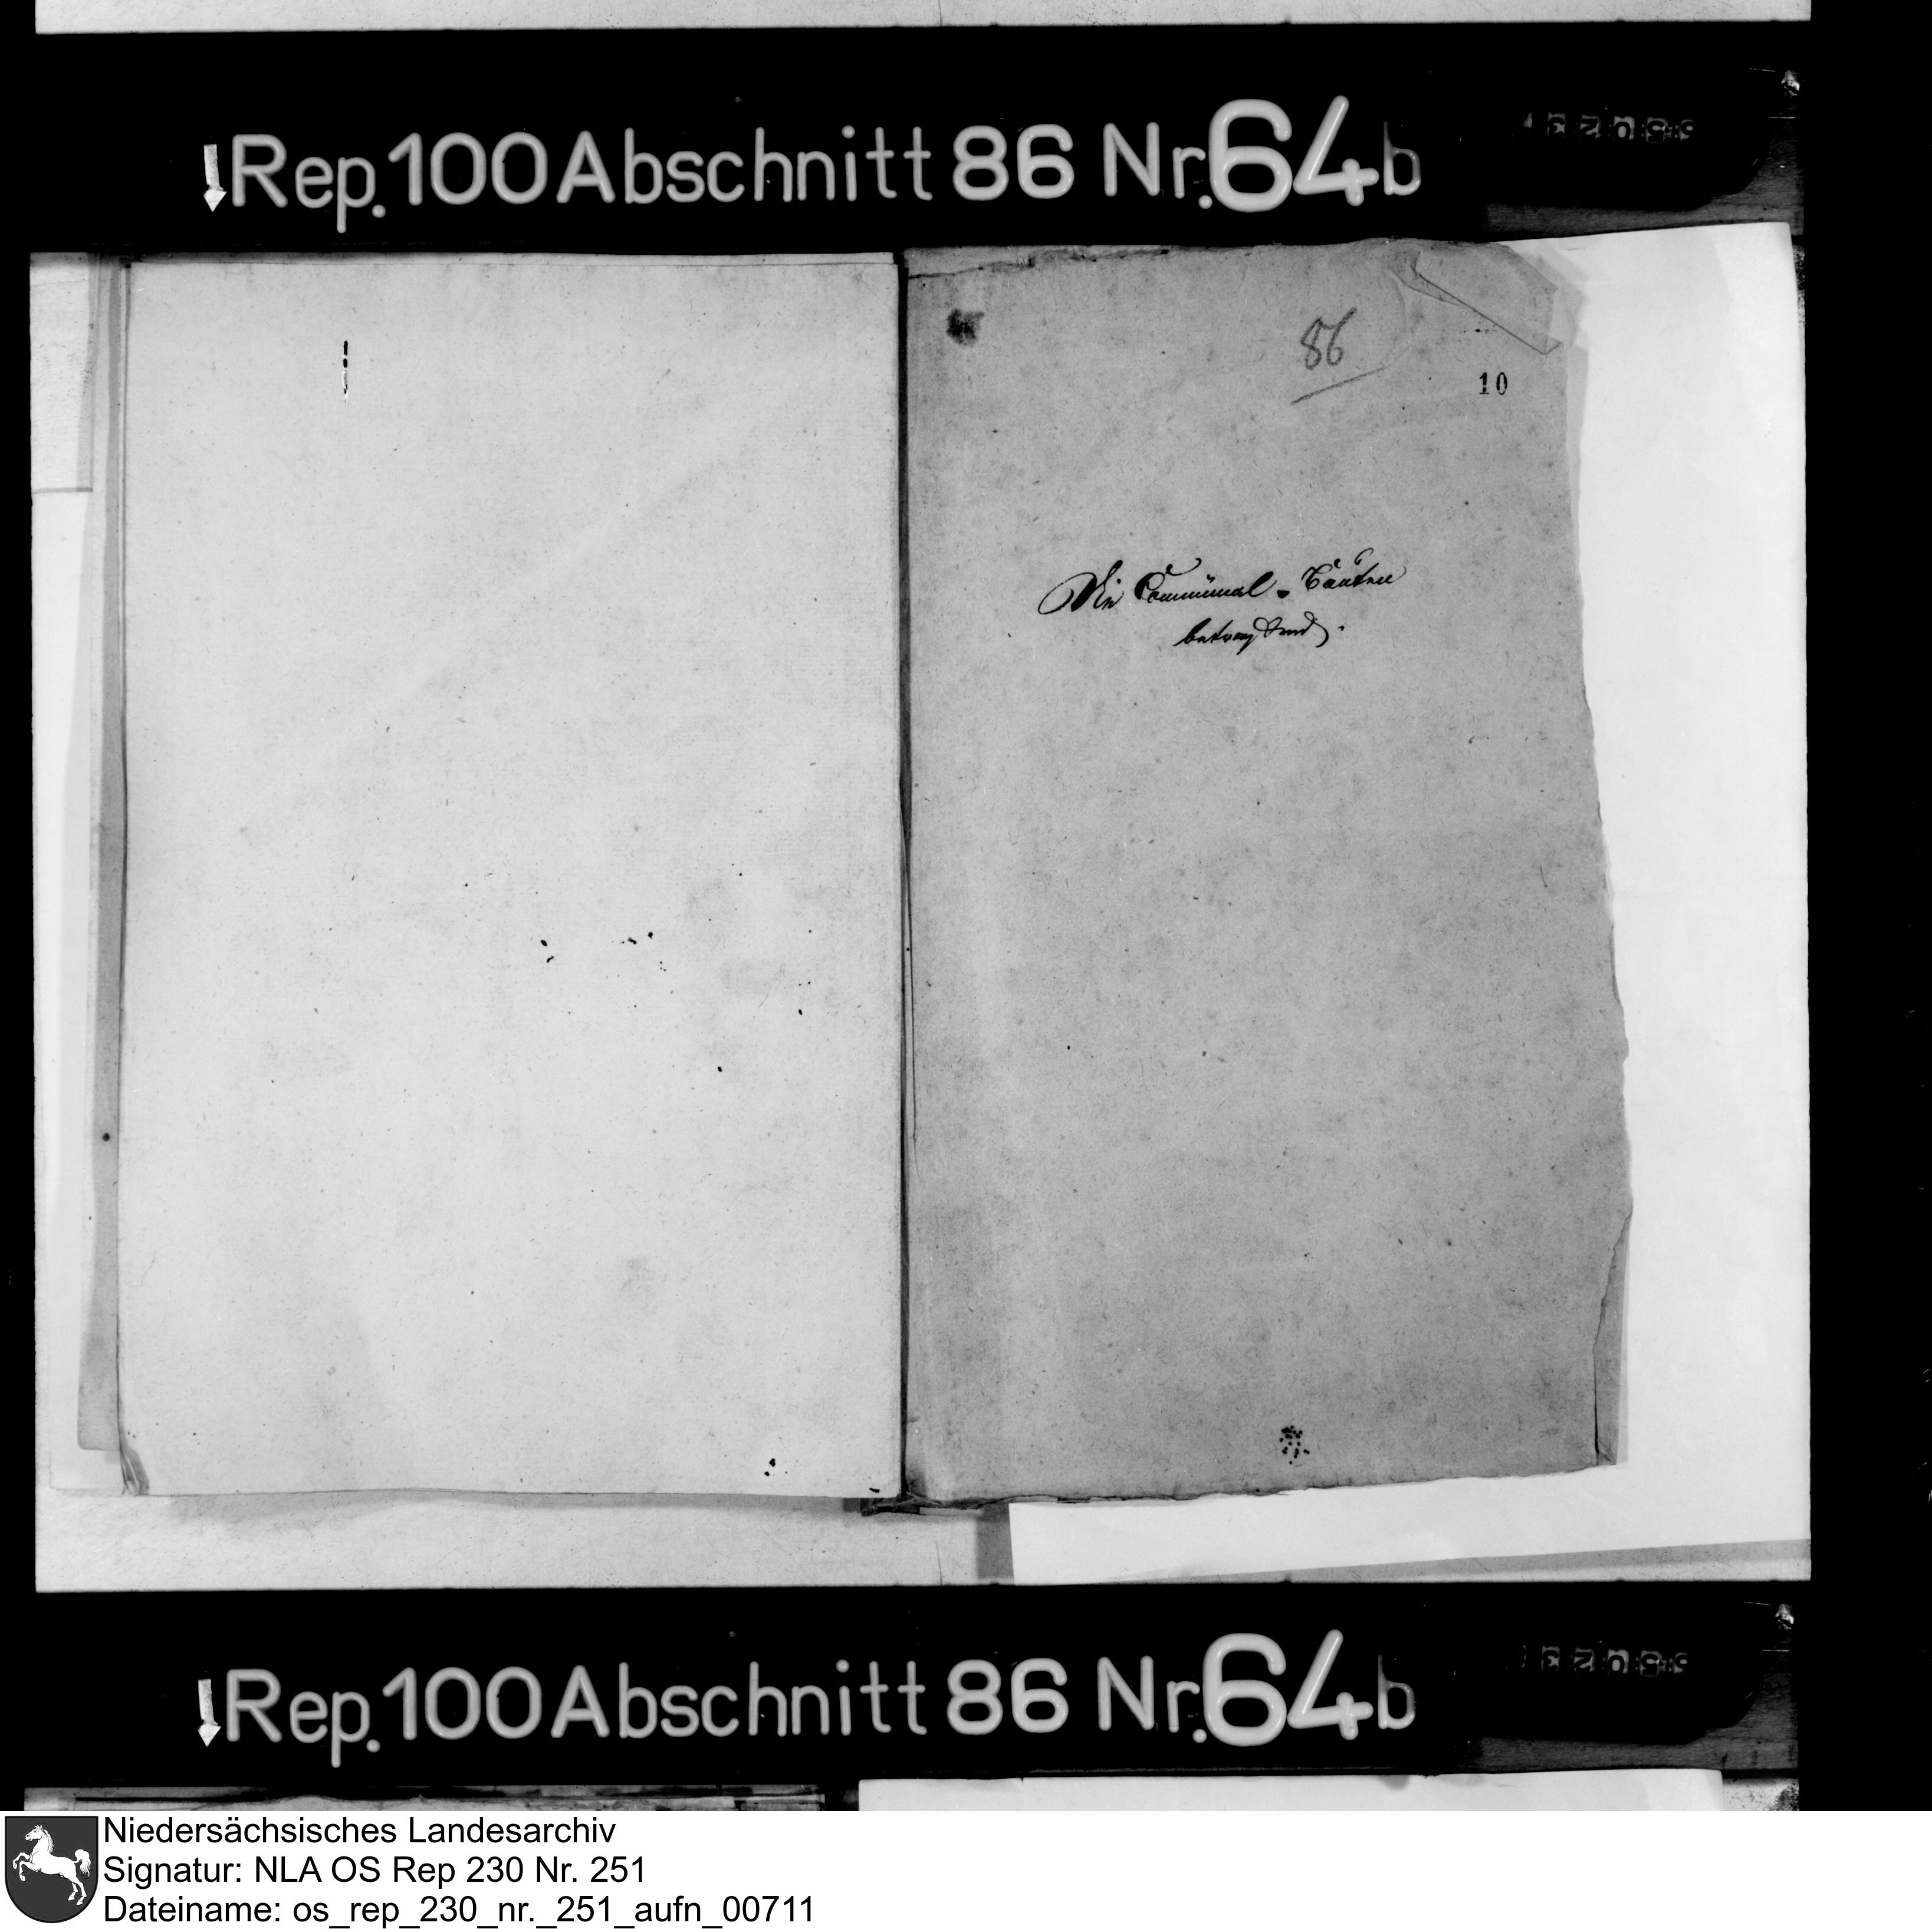 Rep. 100 Abschnitt 86 Nr. 64b
86
10
Die Communal-Bauten
betreffend.
Rep. 100 Abschnitt 86 Nr. 64b
Niedersächsisches Landesarchiv
Signatur: NLA OS Rep 230 Nr. 251
Dateiname: os_rep_230_nr._251_aufn_00711